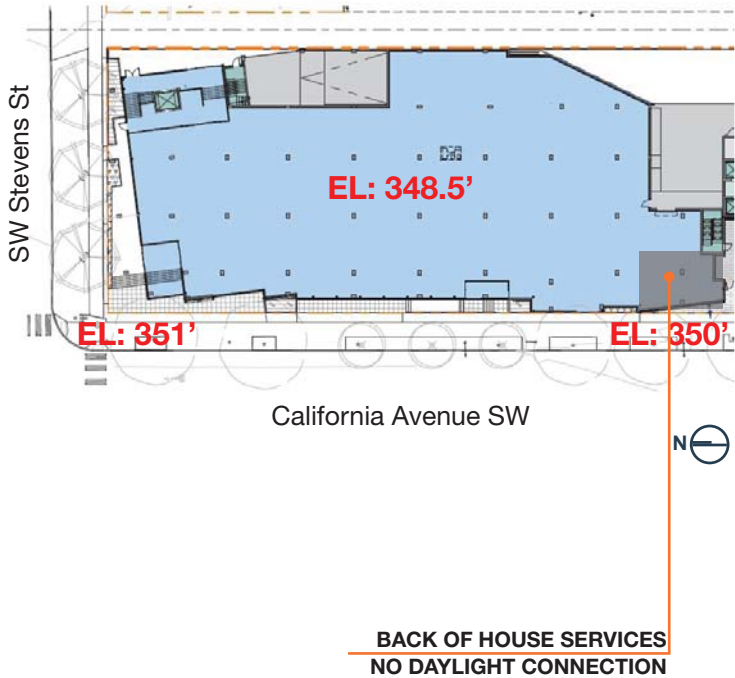 SW Stevens St
EL: 348.5’
EL: 351’
EL: 350’
California Avenue SW
N
BACK OF HOUSE SERVICES
NO DAYLIGHT CONNECTION